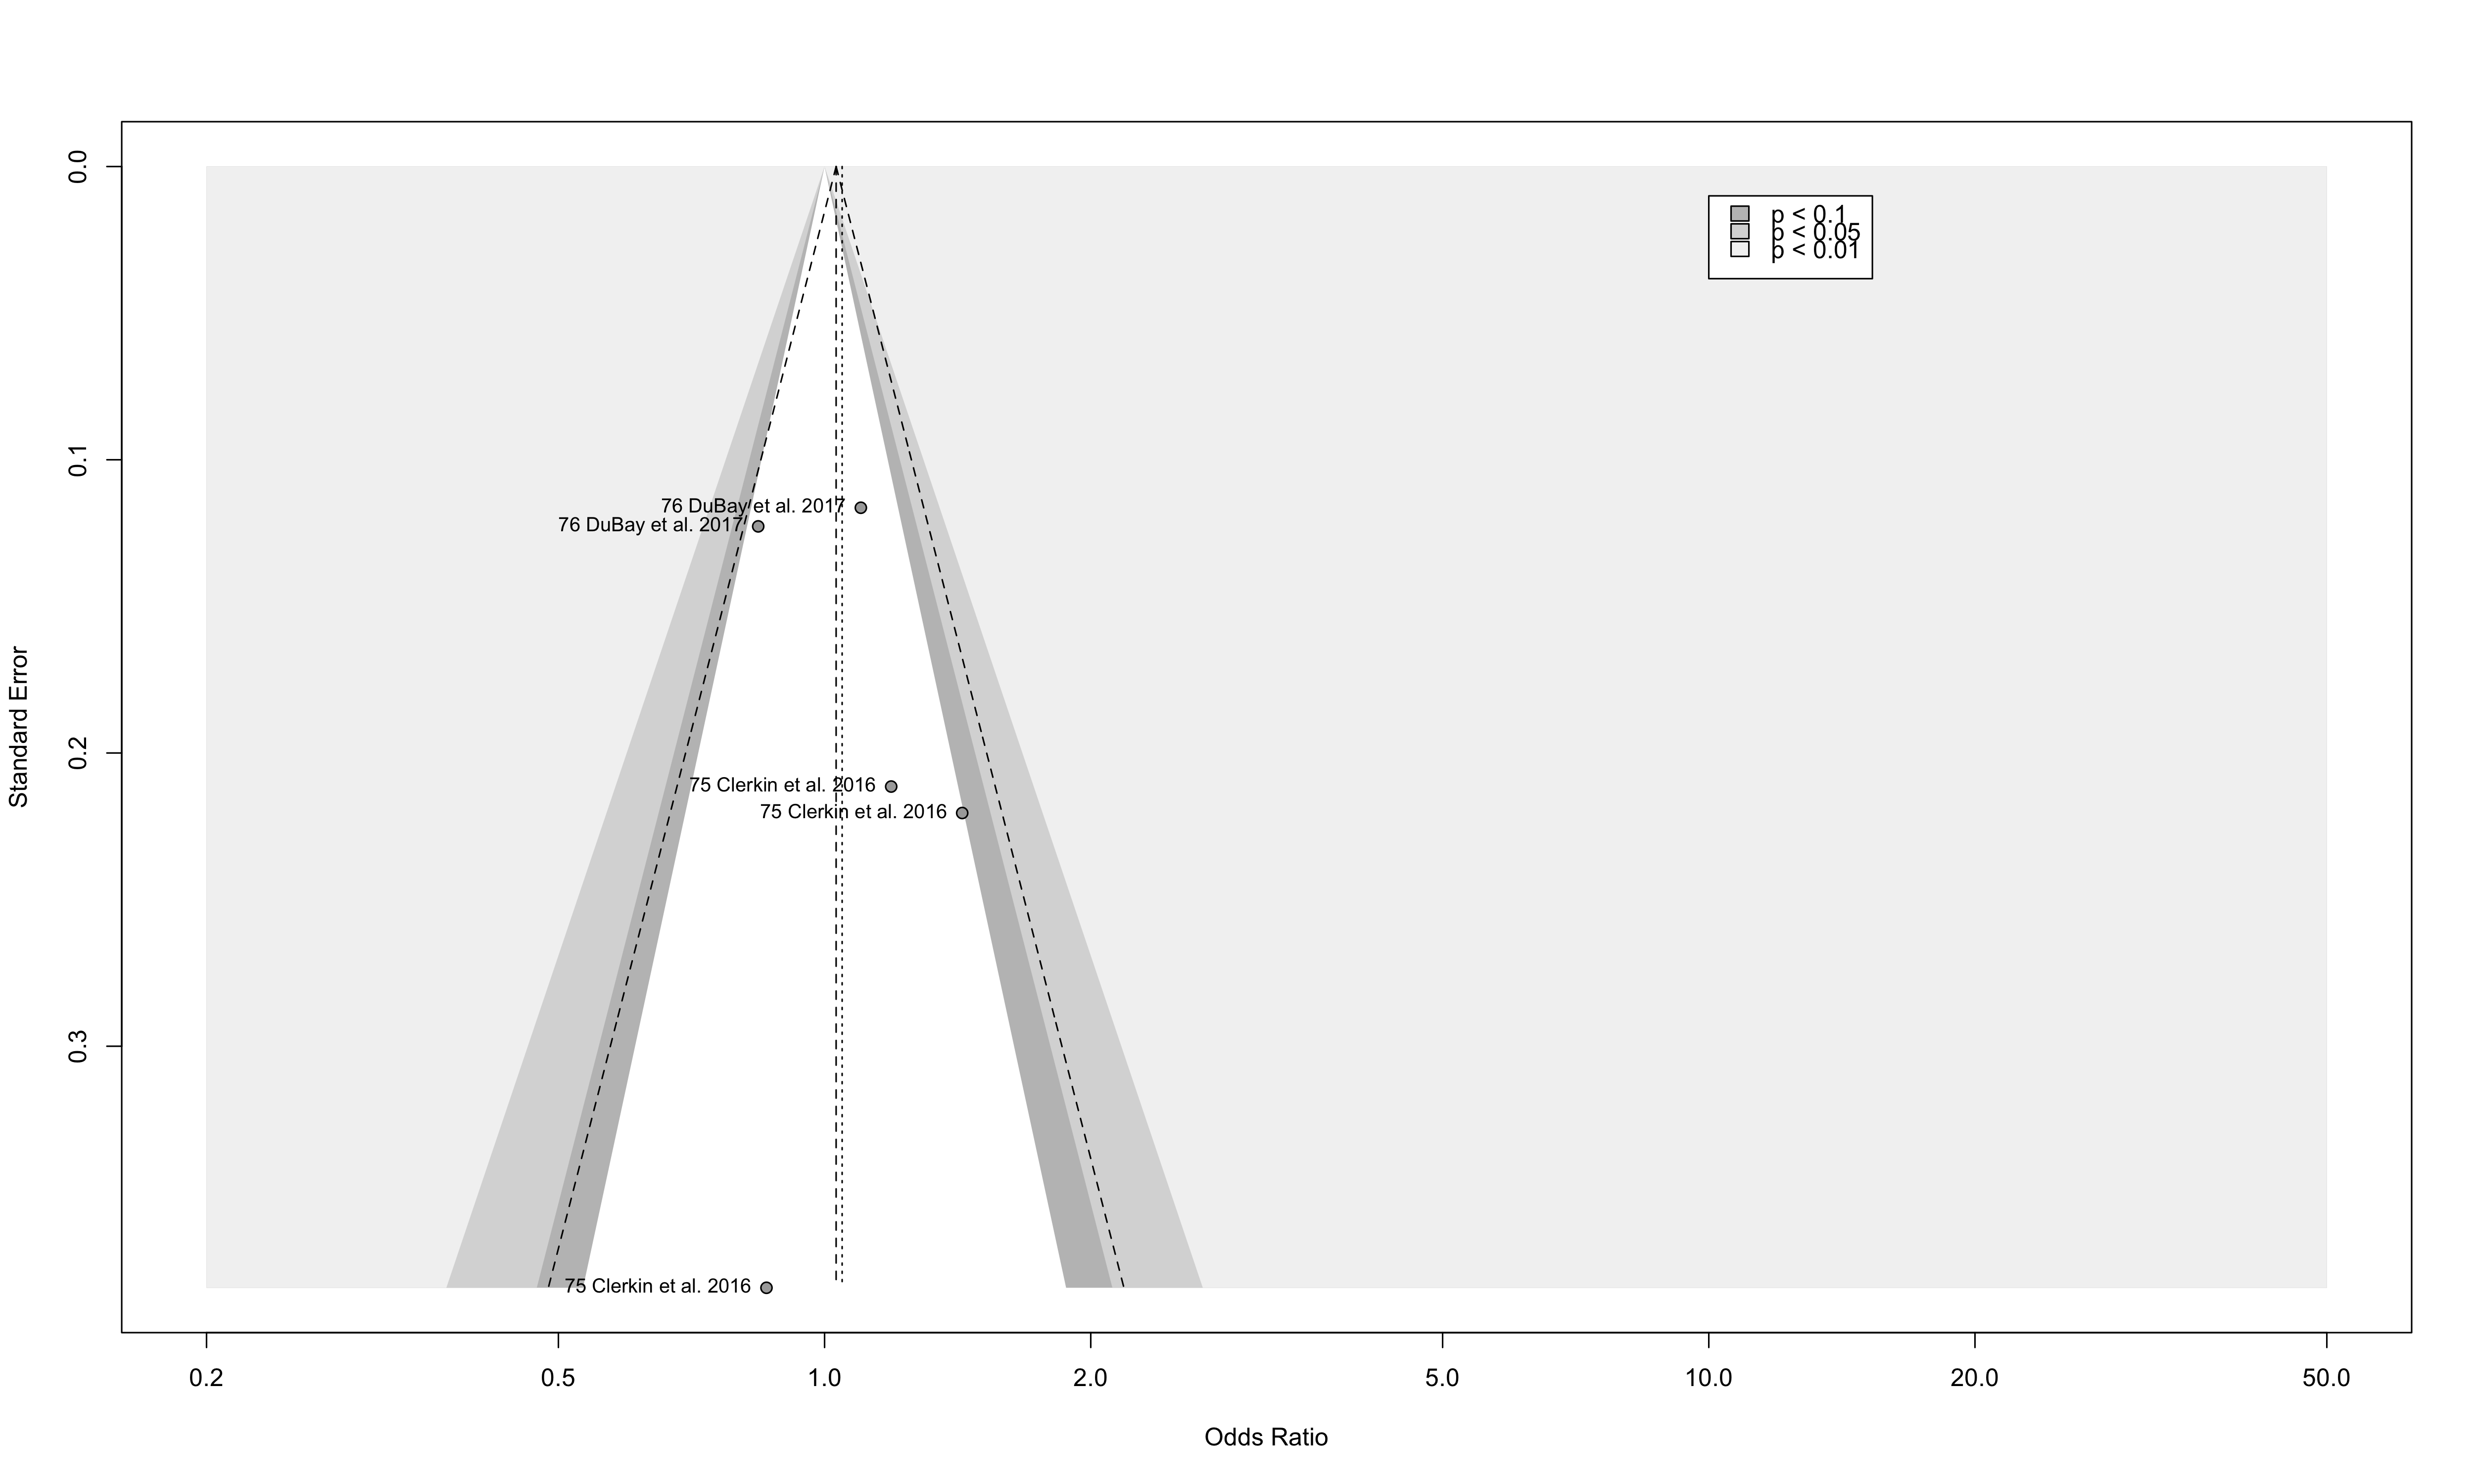 0.0
0.1
0.2
0.3
Standard Error
p < 0.1
p < 0.05
p < 0.01
76 DuBay et al. 2017
76 DuBay et al. 2017
75 Clerkin et al. 2016
75 Clerkin et al. 2016
75 Clerkin et al. 2016
0.2 0.5 1.0 2.0 5.0 10.0 20.0 50.0
Odds Ratio